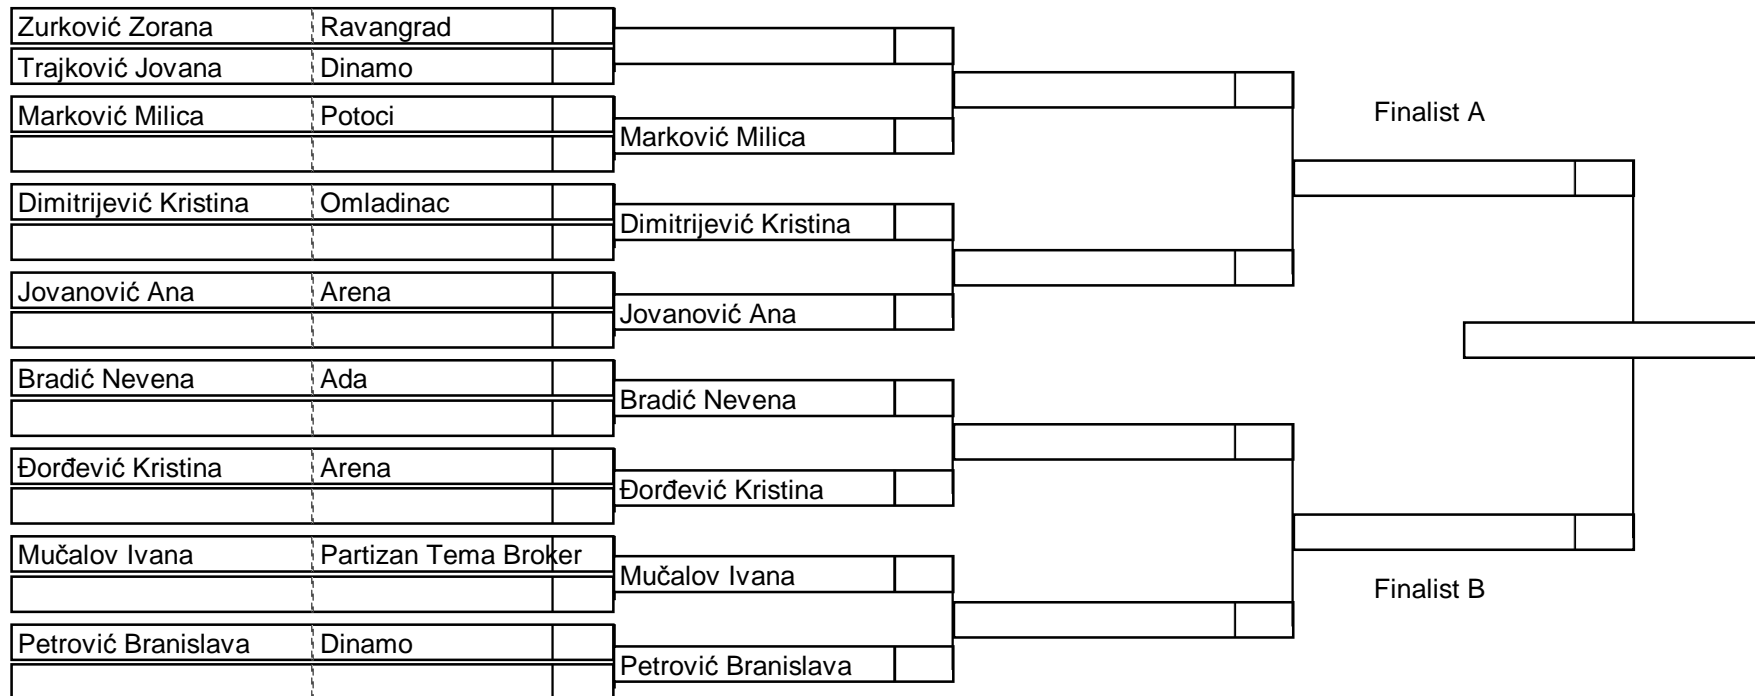 Zurković Zorana Ravangrad
Trajković Jovana Dinamo
Marković Milica Potoci
Finalist A
Marković Milica
Dimitrijević Kristina Omladinac
Dimitrijević Kristina
Jovanović Ana Arena
Jovanović Ana
Bradić Nevena Ada
Bradić Nevena
Đorđević Kristina Arena
Đorđević Kristina
Mučalov Ivana Partizan Tema Broker
Mučalov Ivana
Finalist B
Petrović Branislava Dinamo
Petrović Branislava